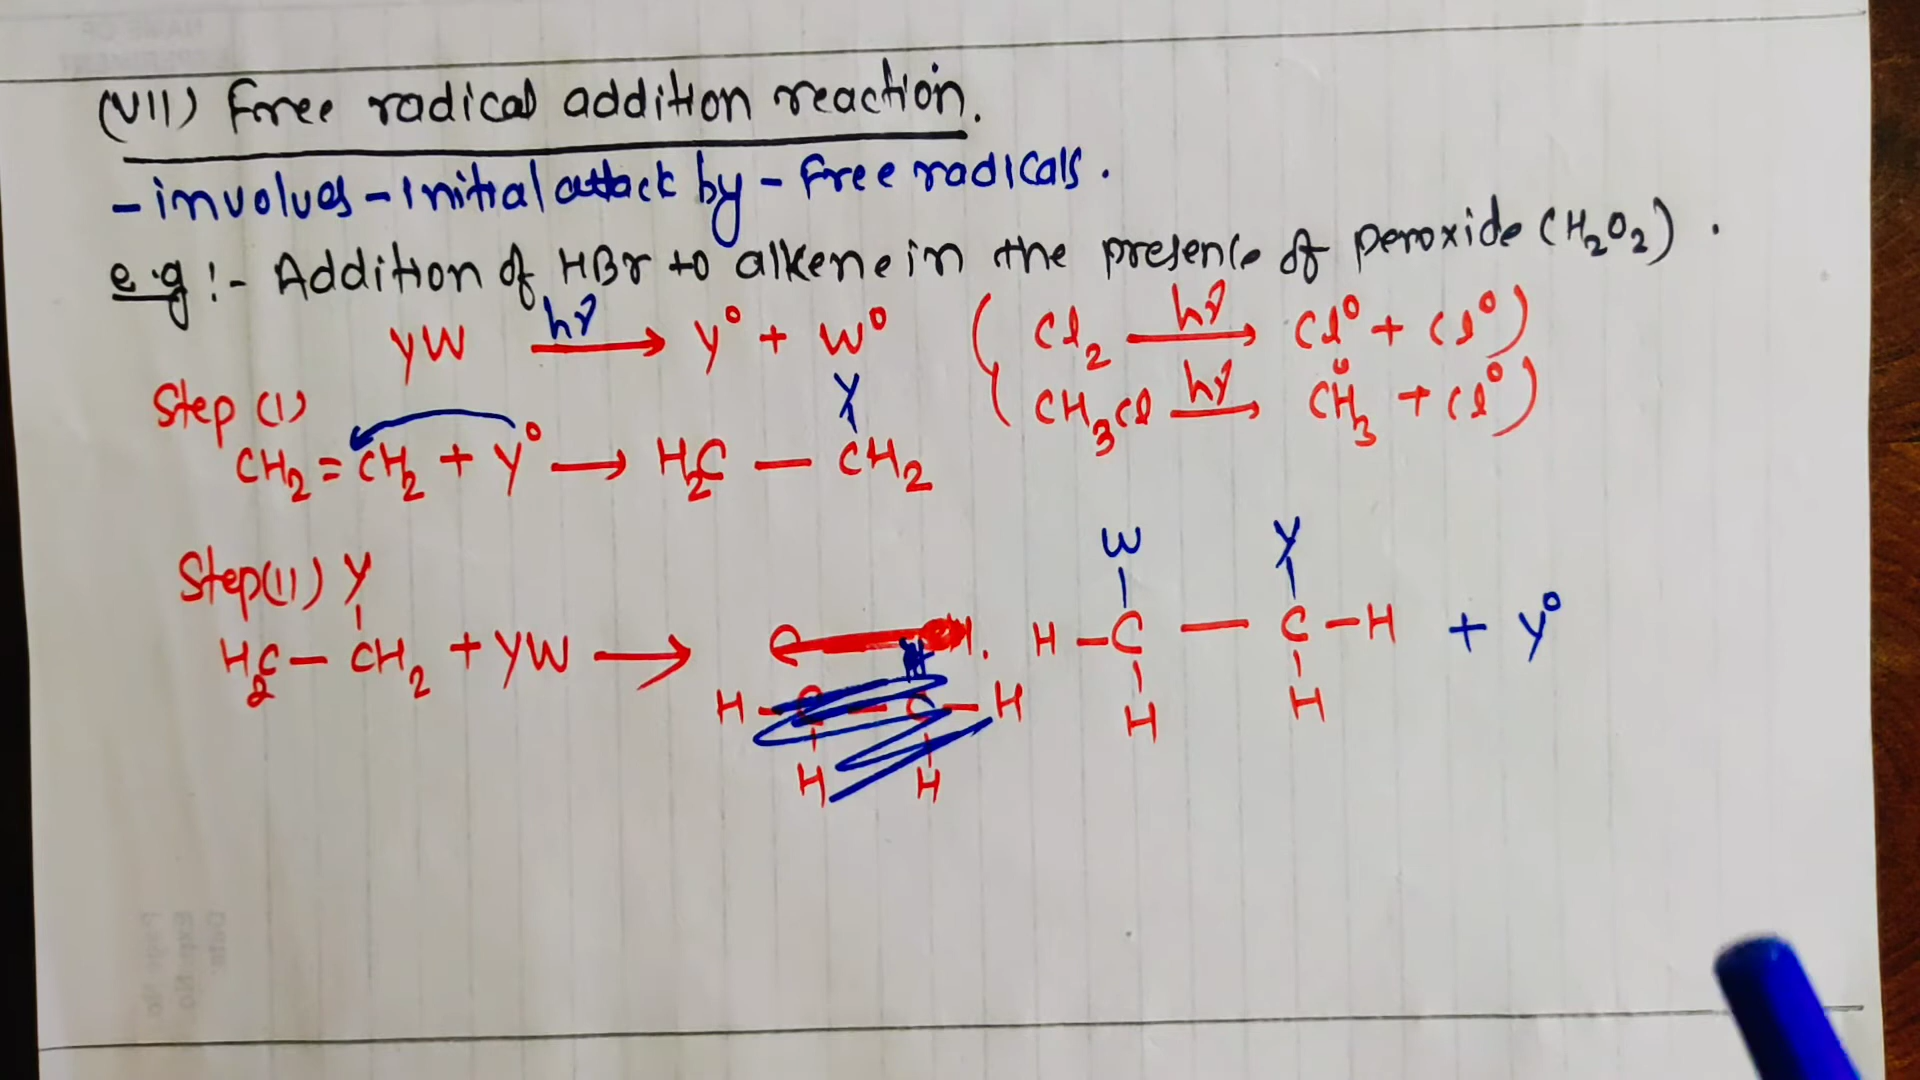 (VII) Free radical addition reaction.
- involves - Initial attack by - Free radicals.
e.g :- Addition of HBr to alkene in the presence of peroxide (H₂O₂).
YW hν → Y° + W° ( Cl₂ hν → Cl° + Cl° )
Step (I) Y ( CH₃Cl hν → CH₃° + Cl° )
CH₂ = CH₂ + Y° → H₂C — CH₂
W Y
Step (II) Y
H₂C — CH₂ + YW → H – C — C – H + Y°
H H
H H
H H